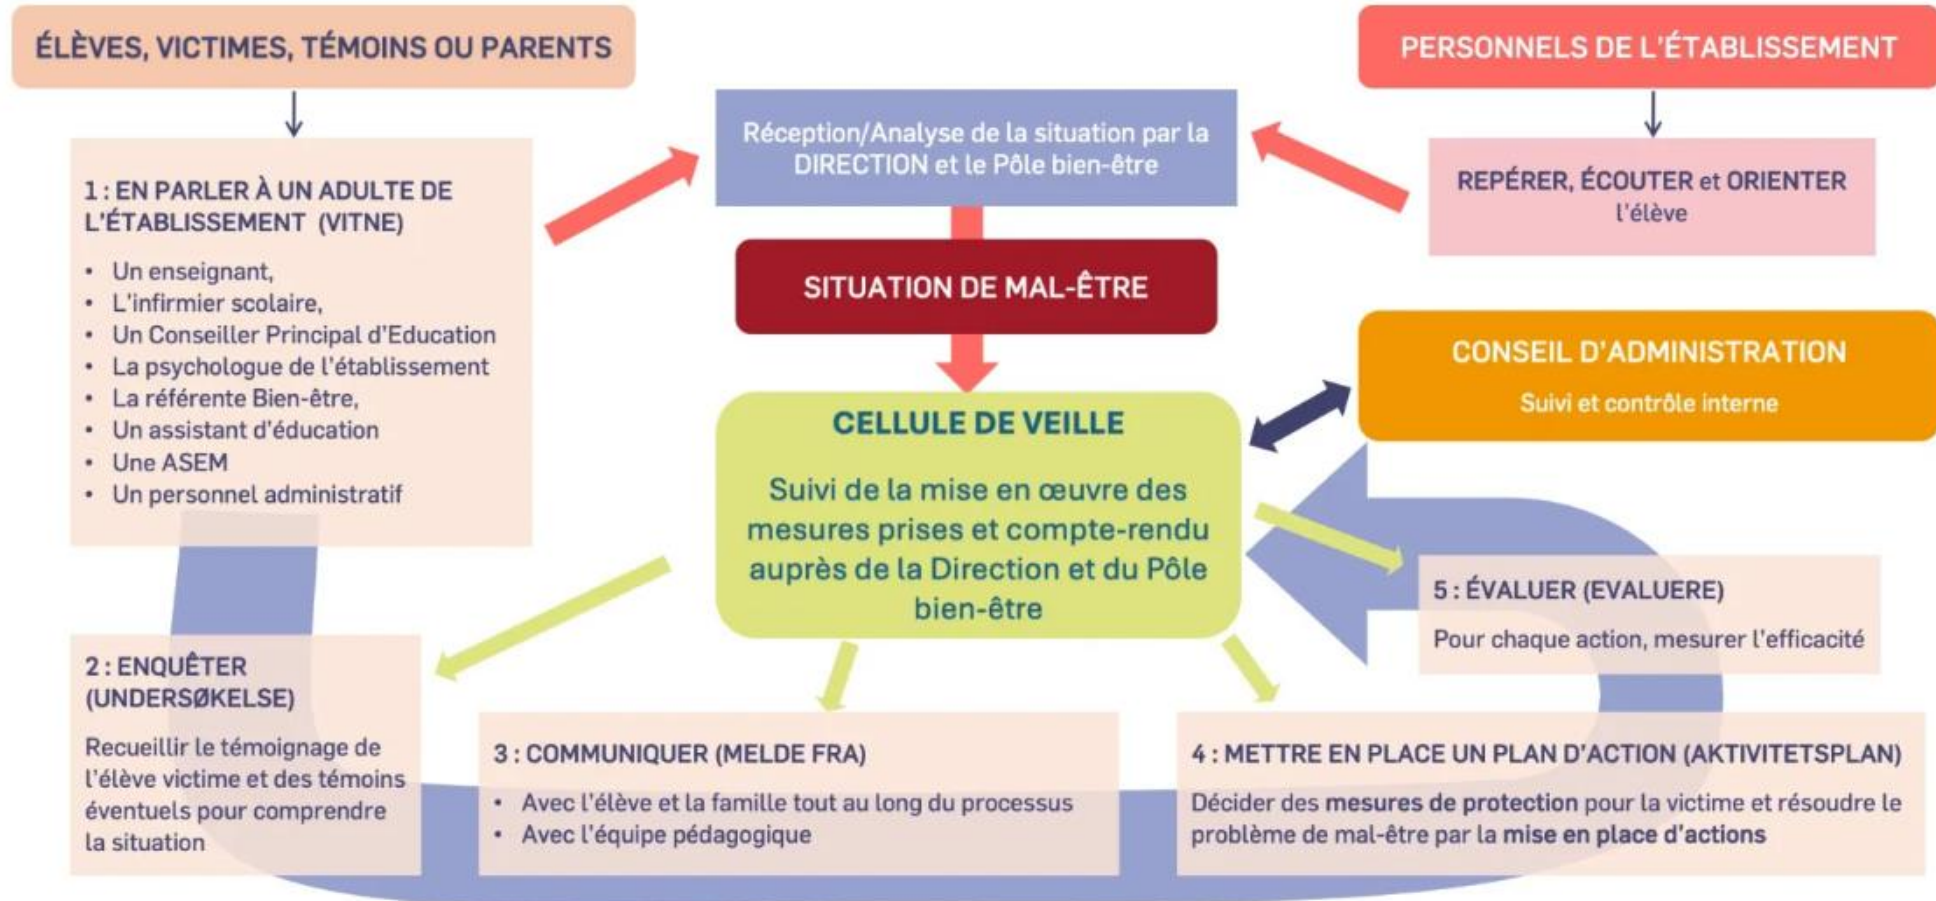 ÉLÈVES, VICTIMES, TÉMOINS OU PARENTS
1 : EN PARLER À UN ADULTE DE
L'ÉTABLISSEMENT (VITNE)
• Un enseignant,
• L'infirmier scolaire,
• Un Conseiller Principal d'Education
• La psychologue de l'établissement
• La référente Bien-être,
• Un assistant d'éducation
• Une ASEM
• Un personnel administratif
Réception/Analyse de la situation par la
DIRECTION et le Pôle bien-être
PERSONNELS DE L'ÉTABLISSEMENT
REPÉRER, ÉCOUTER et ORIENTER
l'élève
SITUATION DE MAL-ÊTRE
CONSEIL D'ADMINISTRATION
Suivi et contrôle interne
CELLULE DE VEILLE
Suivi de la mise en œuvre des
mesures prises et compte-rendu
auprès de la Direction et du Pôle
bien-être
2 : ENQUÊTER
(UNDERSØKELSE)
Recueillir le témoignage de
l'élève victime et des témoins
éventuels pour comprendre
la situation
3 : COMMUNIQUER (MELDE FRA)
• Avec l'élève et la famille tout au long du processus
• Avec l'équipe pédagogique
4 : METTRE EN PLACE UN PLAN D'ACTION (AKTIVITETSPLAN)
Décider des mesures de protection pour la victime et résoudre le
problème de mal-être par la mise en place d'actions
5 : ÉVALUER (EVALUERE)
Pour chaque action, mesurer l'efficacité